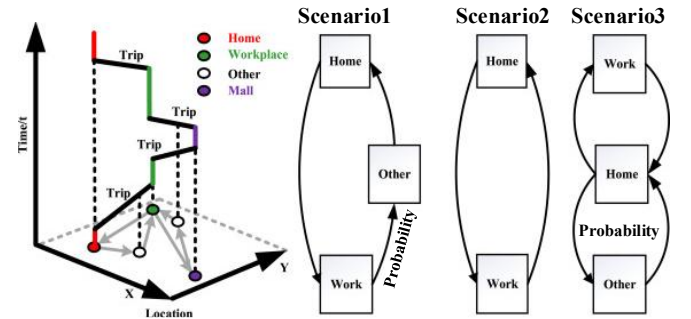 Scenario1
Scenario2
Scenario3
Home
Workplace
Other
Mall
Trip
Trip
Trip
Trip
Time/t
X
Y
Location
Home
Other
Work
Probability
Home
Work
Work
Home
Probability
Other